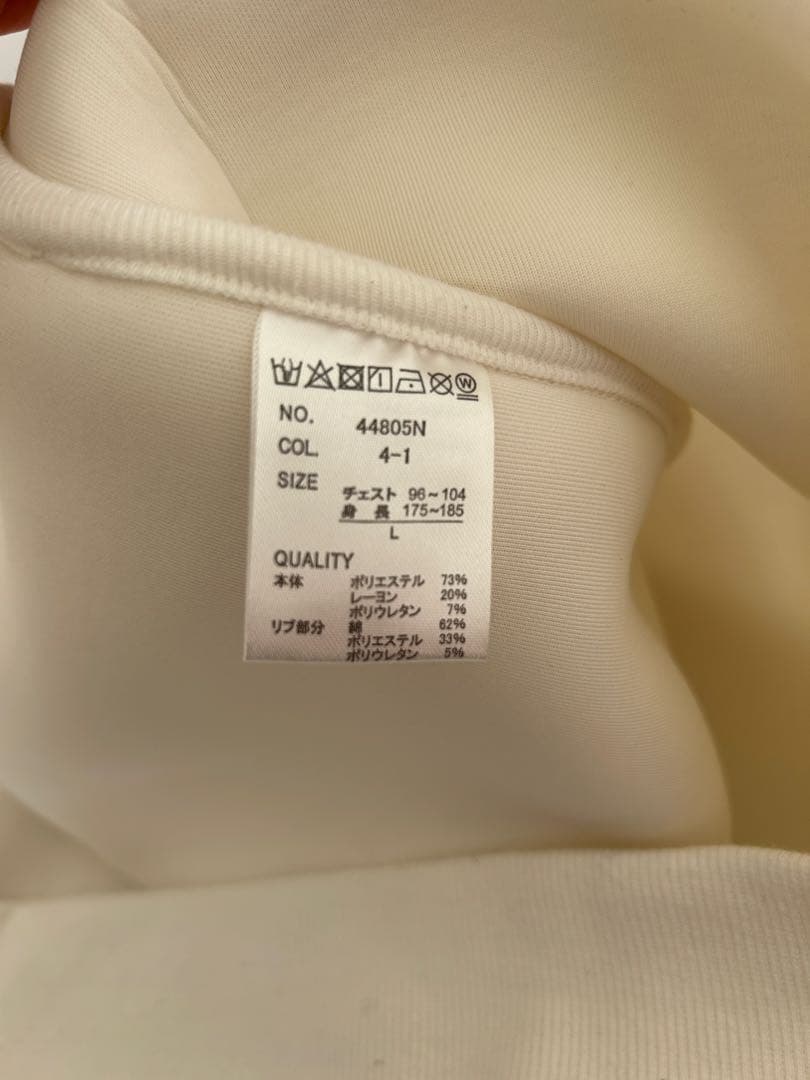 NO. 44805N
COL. 4-1
SIZE
チェスト 96~104
身長 175~185
L
QUALITY
本体 ポリエステル 73%
レーヨン 20%
ポリウレタン 7%
リブ部分 綿 62%
ポリエステル 33%
ポリウレタン 5%